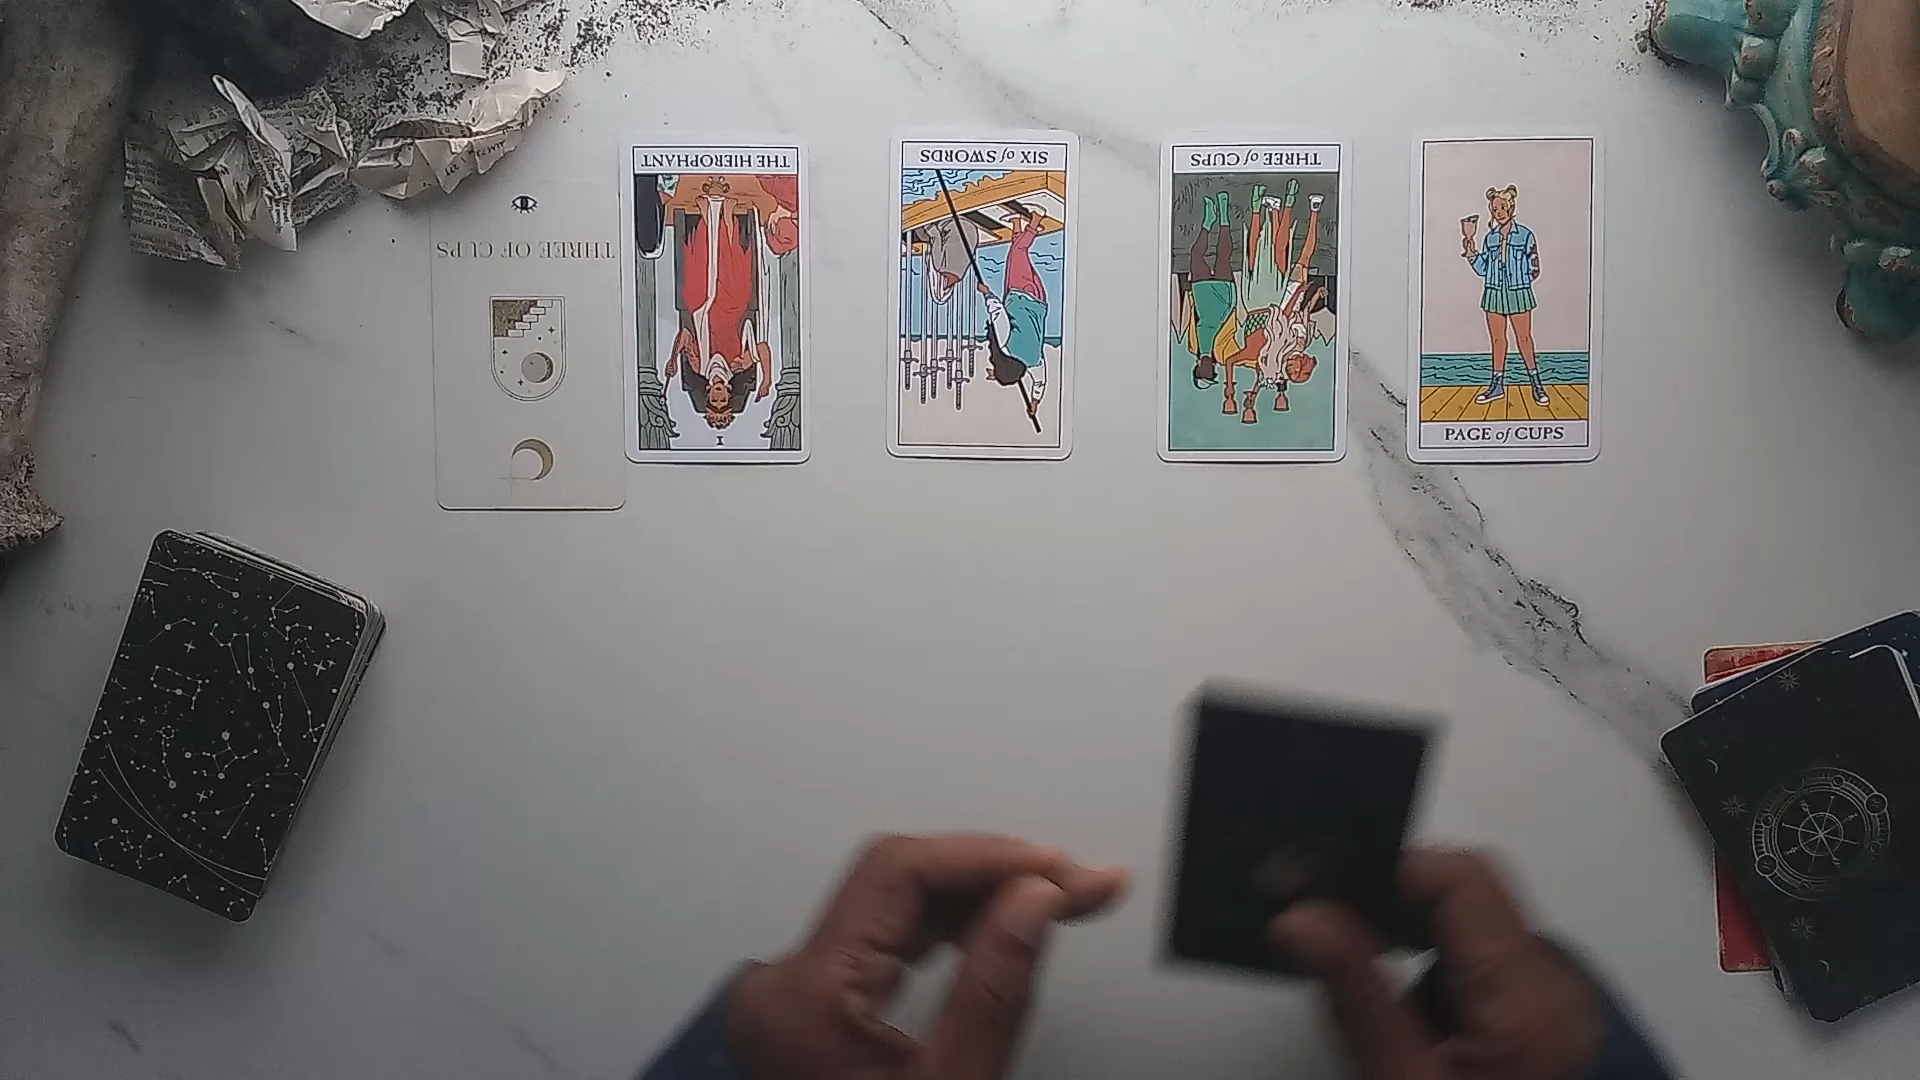 THREE OF CUPS
THE HIEROPHANT
I
SIX of SWORDS
THREE of CUPS
PAGE of CUPS